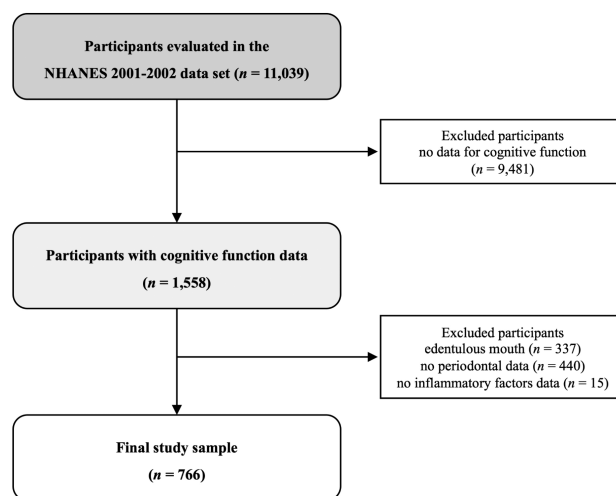 Participants evaluated in the
NHANES 2001-2002 data set (n = 11,039)
Excluded participants
no data for cognitive function
(n = 9,481)
Participants with cognitive function data
(n = 1,558)
Excluded participants
edentulous mouth (n = 337)
no periodontal data (n = 440)
no inflammatory factors data (n = 15)
Final study sample
(n = 766)